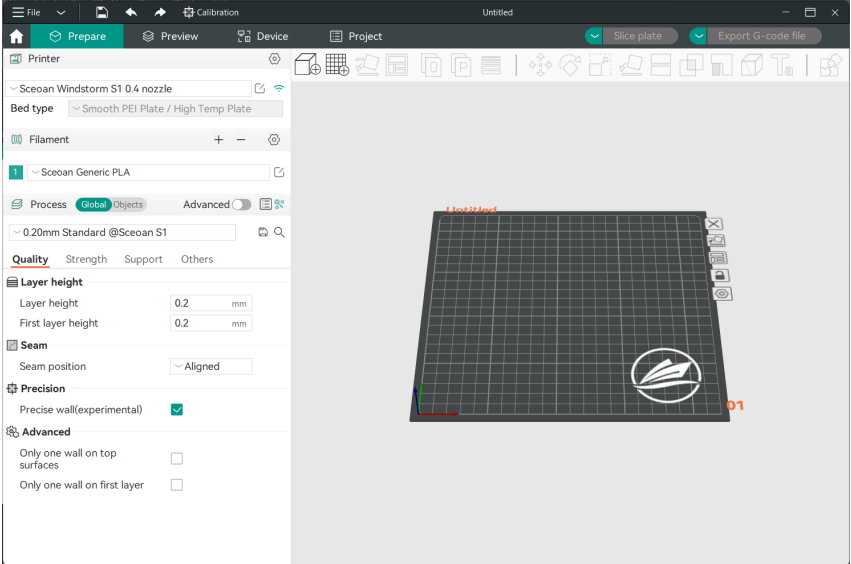 File Calibration Untitled
Prepare Preview Device Project Slice plate Export G-code file
Printer
Sceoan Windstorm S1 0.4 nozzle
Bed type Smooth PEI Plate / High Temp Plate
Filament
1 Sceoan Generic PLA
Process Global Objects Advanced
0.20mm Standard @Sceoan S1
Quality Strength Support Others
Layer height
Layer height 0.2 mm
First layer height 0.2 mm
Seam
Seam position Aligned
Precision
Precise wall(experimental)
Advanced
Only one wall on top
surfaces
Only one wall on first layer
Untitled
01